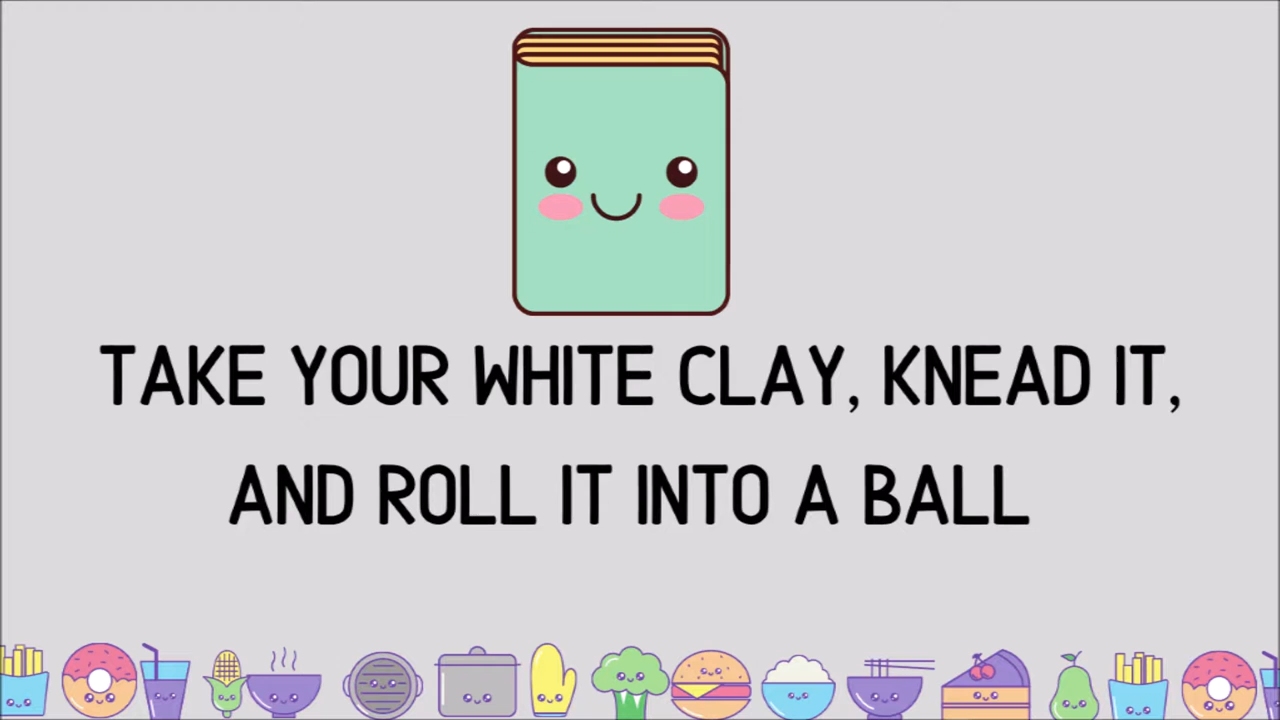 TAKE YOUR WHITE CLAY, KNEAD IT,
AND ROLL IT INTO A BALL